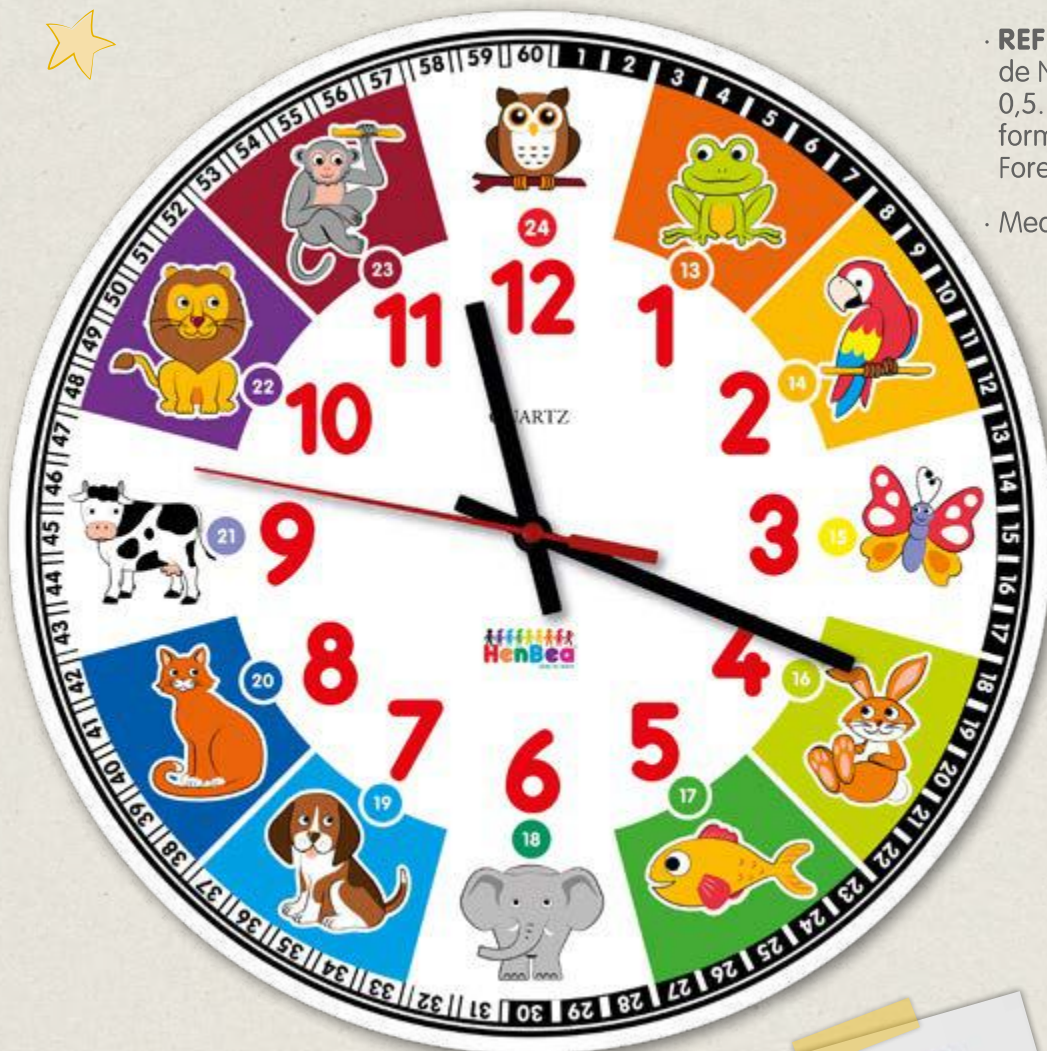 · REF
de N
0,5.
form
Fore
60 1 2 3 4 5 6 7 8 9 10 11 12 13 14 15 16 17 18 19 20 21 22 23 24 25 26 27 28 29 30 31 32 33 34 35 36 37 38 39 40 41 42 43 44 45 46 47 48 49 50 51 52 53 54 55 56 57 58 59
24 13 14 15 16 17 18 19 20 21 22 23
12 1 2 3 4 5 6 7 8 9 10 11
QUARTZ
HenBea